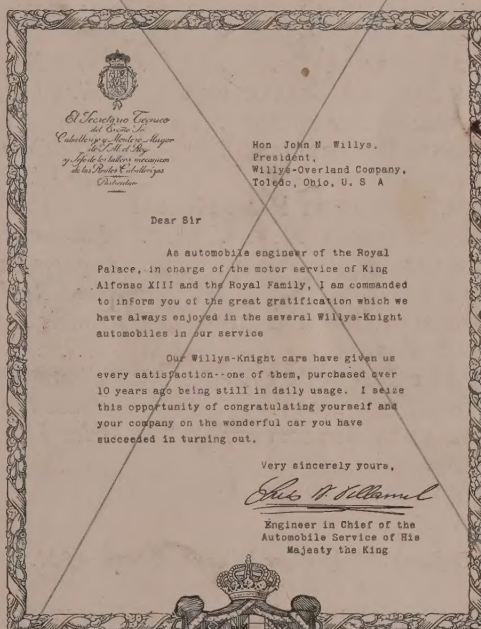 El Secretario Tecnico
del Excmo Sr.
Caballerizo y Montero Mayor
de S.M. el Rey
y Jefe de los talleres mecanicos
de las Reales Caballerizas
Particular
Hon John N Willys,
President,
Willys-Overland Company,
Toledo, Ohio, U. S A
Dear Sir
As automobile engineer of the Royal
Palace, in charge of the motor service of King
Alfonso XIII and the Royal Family, I am commanded
to inform you of the great gratification which we
have always enjoyed in the several Willys-Knight
automobiles in our service
Our Willys-Knight cars have given us
every satisfaction--one of them, purchased over
10 years ago being still in daily usage. I seize
this opportunity of congratulating yourself and
your company on the wonderful car you have
succeeded in turning out.
Very sincerely yours,
Engineer in Chief of the
Automobile Service of His
Majesty the King